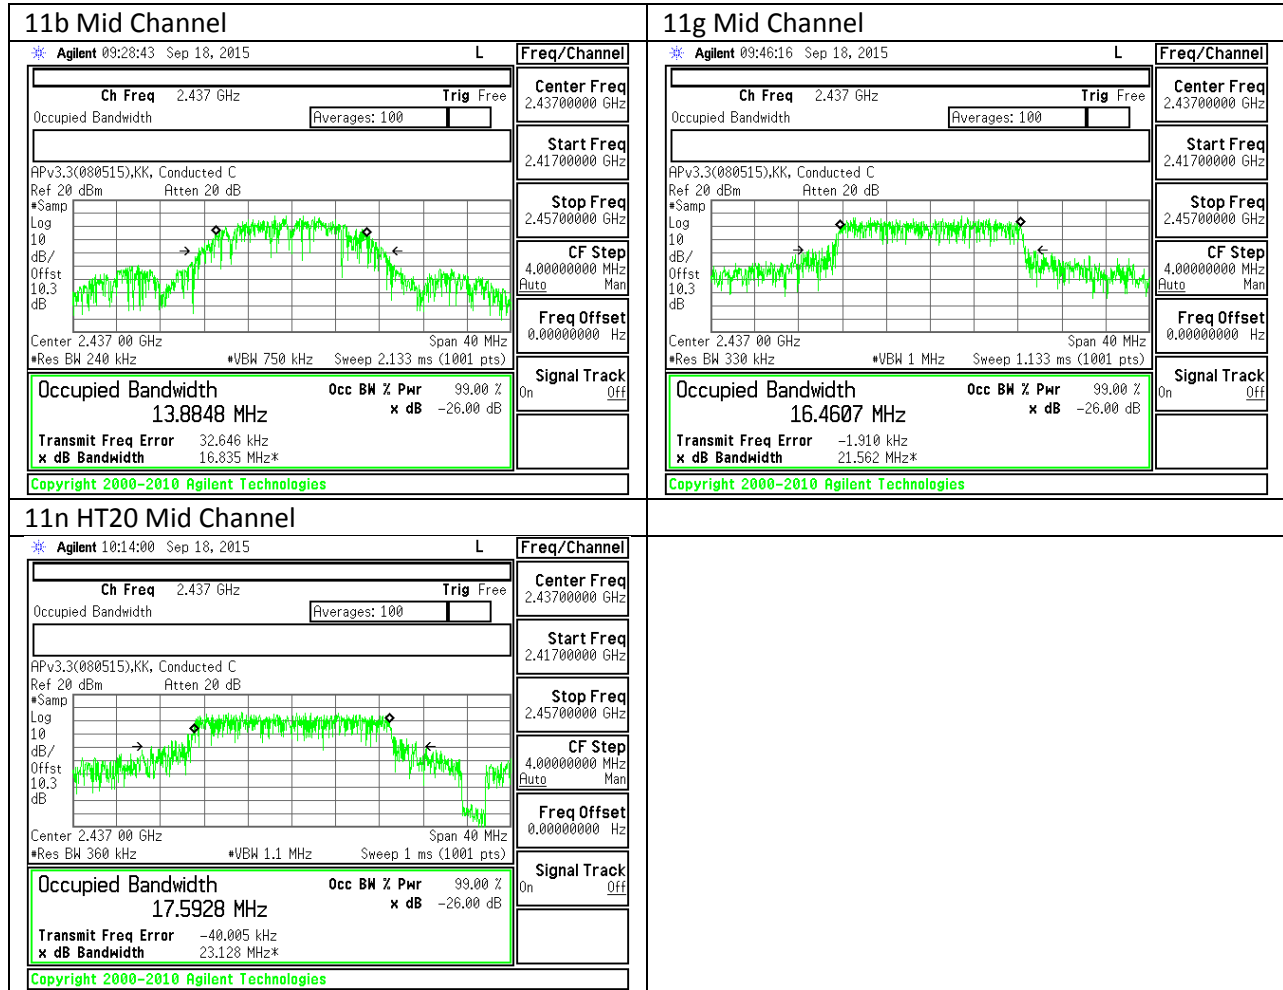 11b Mid Channel
Agilent 09:28:43 Sep 18, 2015 L Freq/Channel
Ch Freq 2.437 GHz Trig Free
Occupied Bandwidth Averages: 100
Center Freq
2.43700000 GHz
Start Freq
2.41700000 GHz
APv3.3(080515),KK, Conducted C
Ref 20 dBm Atten 20 dB
#Samp
Log
10
dB/
Offst
10.3
dB
Stop Freq
2.45700000 GHz
CF Step
4.00000000 MHz
Auto Man
Freq Offset
0.00000000 Hz
Center 2.437 00 GHz Span 40 MHz
#Res BW 240 kHz #VBW 750 kHz Sweep 2.133 ms (1001 pts)
Signal Track
On Off
Occupied Bandwidth Occ BW % Pwr 99.00 %
13.8848 MHz x dB -26.00 dB
Transmit Freq Error 32.646 kHz
x dB Bandwidth 16.835 MHz*
Copyright 2000-2010 Agilent Technologies
11g Mid Channel
Agilent 09:46:16 Sep 18, 2015 L Freq/Channel
Ch Freq 2.437 GHz Trig Free
Occupied Bandwidth Averages: 100
Center Freq
2.43700000 GHz
Start Freq
2.41700000 GHz
APv3.3(080515),KK, Conducted C
Ref 20 dBm Atten 20 dB
#Samp
Log
10
dB/
Offst
10.3
dB
Stop Freq
2.45700000 GHz
CF Step
4.00000000 MHz
Auto Man
Freq Offset
0.00000000 Hz
Center 2.437 00 GHz Span 40 MHz
#Res BW 330 kHz #VBW 1 MHz Sweep 1.133 ms (1001 pts)
Signal Track
On Off
Occupied Bandwidth Occ BW % Pwr 99.00 %
16.4607 MHz x dB -26.00 dB
Transmit Freq Error -1.910 kHz
x dB Bandwidth 21.562 MHz*
Copyright 2000-2010 Agilent Technologies
11n HT20 Mid Channel
Agilent 10:14:00 Sep 18, 2015 L Freq/Channel
Ch Freq 2.437 GHz Trig Free
Occupied Bandwidth Averages: 100
Center Freq
2.43700000 GHz
Start Freq
2.41700000 GHz
APv3.3(080515),KK, Conducted C
Ref 20 dBm Atten 20 dB
#Samp
Log
10
dB/
Offst
10.3
dB
Stop Freq
2.45700000 GHz
CF Step
4.00000000 MHz
Auto Man
Freq Offset
0.00000000 Hz
Center 2.437 00 GHz Span 40 MHz
#Res BW 360 kHz #VBW 1.1 MHz Sweep 1 ms (1001 pts)
Signal Track
On Off
Occupied Bandwidth Occ BW % Pwr 99.00 %
17.5928 MHz x dB -26.00 dB
Transmit Freq Error -40.005 kHz
x dB Bandwidth 23.128 MHz*
Copyright 2000-2010 Agilent Technologies